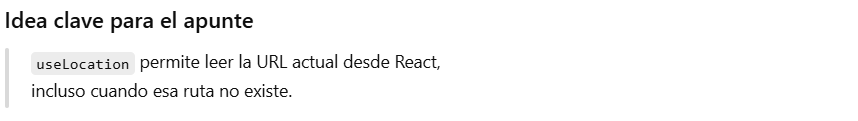 Idea clave para el apunte
useLocation permite leer la URL actual desde React,
incluso cuando esa ruta no existe.